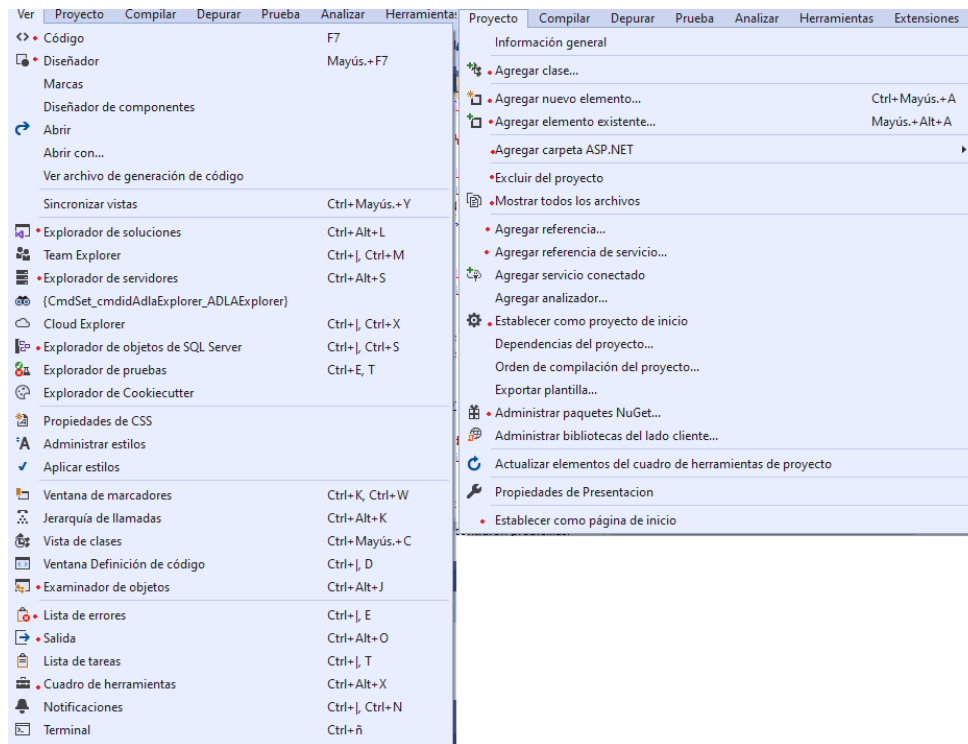 Ver Proyecto Compilar Depurar Prueba Analizar Herramientas
Código F7
Diseñador Mayús.+F7
Marcas
Diseñador de componentes
Abrir
Abrir con...
Ver archivo de generación de código
Sincronizar vistas Ctrl+Mayús.+Y
Explorador de soluciones Ctrl+Alt+L
Team Explorer Ctrl+|, Ctrl+M
Explorador de servidores Ctrl+Alt+S
{CmdSet_cmdidAdlaExplorer_ADLAExplorer}
Cloud Explorer Ctrl+|, Ctrl+X
Explorador de objetos de SQL Server Ctrl+|, Ctrl+S
Explorador de pruebas Ctrl+E, T
Explorador de Cookiecutter
Propiedades de CSS
Administrar estilos
Aplicar estilos
Ventana de marcadores Ctrl+K, Ctrl+W
Jerarquía de llamadas Ctrl+Alt+K
Vista de clases Ctrl+Mayús.+C
Ventana Definición de código Ctrl+|, D
Examinador de objetos Ctrl+Alt+J
Lista de errores Ctrl+|, E
Salida Ctrl+Alt+O
Lista de tareas Ctrl+|, T
Cuadro de herramientas Ctrl+Alt+X
Notificaciones Ctrl+|, Ctrl+N
Terminal Ctrl+ñ
Proyecto Compilar Depurar Prueba Analizar Herramientas Extensiones
Información general
Agregar clase...
Agregar nuevo elemento... Ctrl+Mayús.+A
Agregar elemento existente... Mayús.+Alt+A
Agregar carpeta ASP.NET
Excluir del proyecto
Mostrar todos los archivos
Agregar referencia...
Agregar referencia de servicio...
Agregar servicio conectado
Agregar analizador...
Establecer como proyecto de inicio
Dependencias del proyecto...
Orden de compilación del proyecto...
Exportar plantilla...
Administrar paquetes NuGet...
Administrar bibliotecas del lado cliente...
Actualizar elementos del cuadro de herramientas de proyecto
Propiedades de Presentacion
Establecer como página de inicio